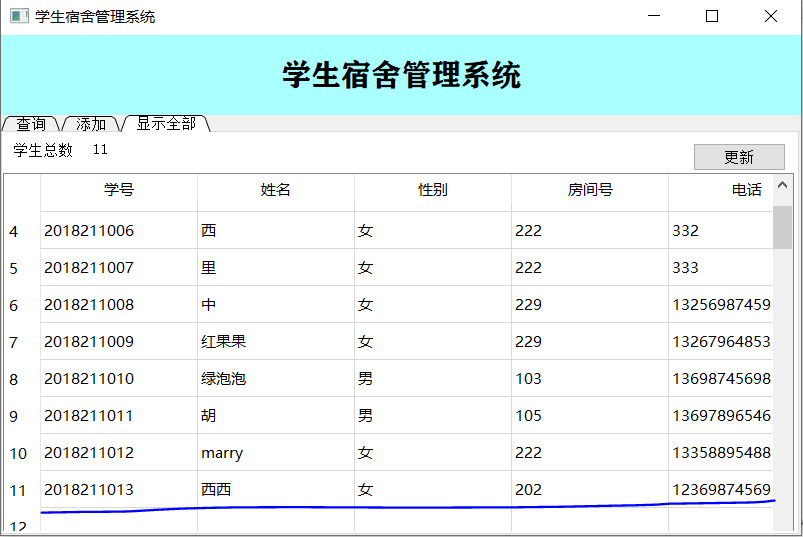 学生宿舍管理系统
学生宿舍管理系统
查询 添加 显示全部
学生总数 11 更新
学号 姓名 性别 房间号 电话
4 2018211006 西 女 222 332
5 2018211007 里 女 222 333
6 2018211008 中 女 229 13256987459
7 2018211009 红果果 女 229 13267964853
8 2018211010 绿泡泡 男 103 13698745698
9 2018211011 胡 男 105 13697896546
10 2018211012 marry 女 222 13358895488
11 2018211013 西西 女 202 12369874569
12